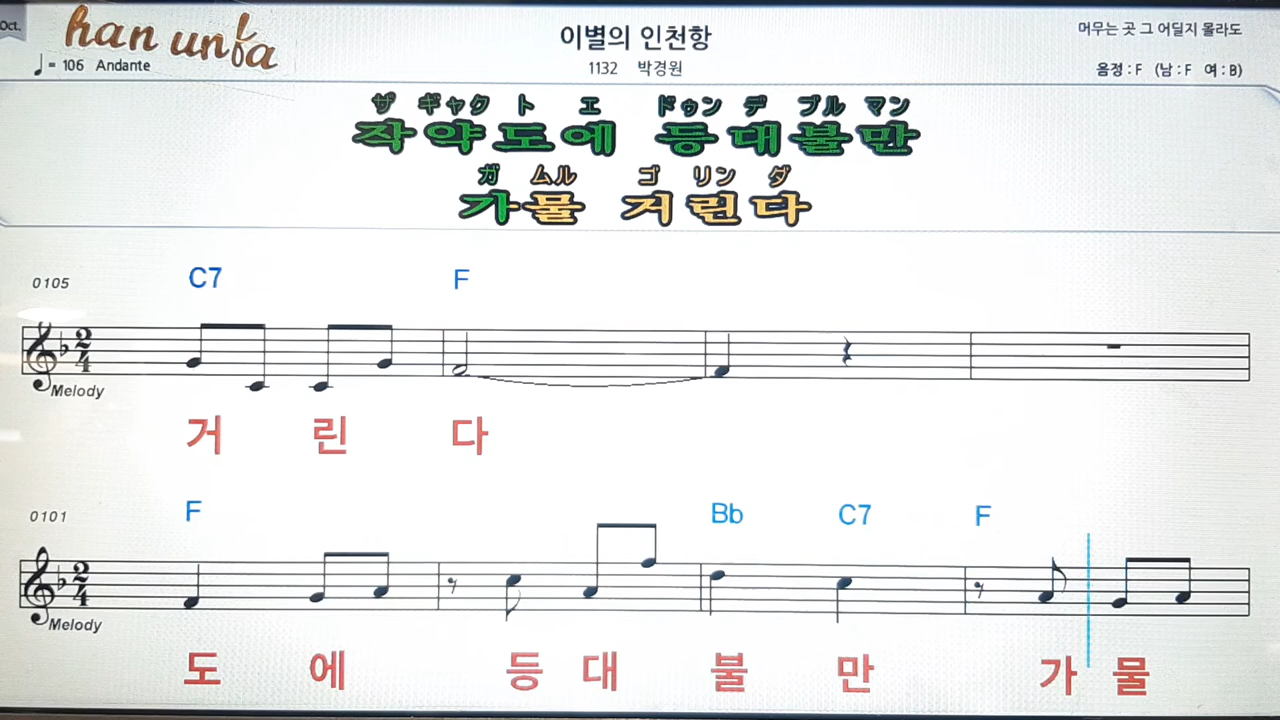 Oct.
han unfa
이별의 인천항
머무는 곳 그 어딜지 몰라도
♩= 106 Andante
1132 박경원
음정 : F (남 : F 여 : B)
ザ ギャク ト エ ドゥン デ ブル マン
작약도에 등대불만
ガ ムル ゴ リン ダ
가물 거린다
C7 F
0105
2/4
Melody
거 린 다
F Bb C7 F
0101
2/4
Melody
도 에 등 대 불 만 가 물